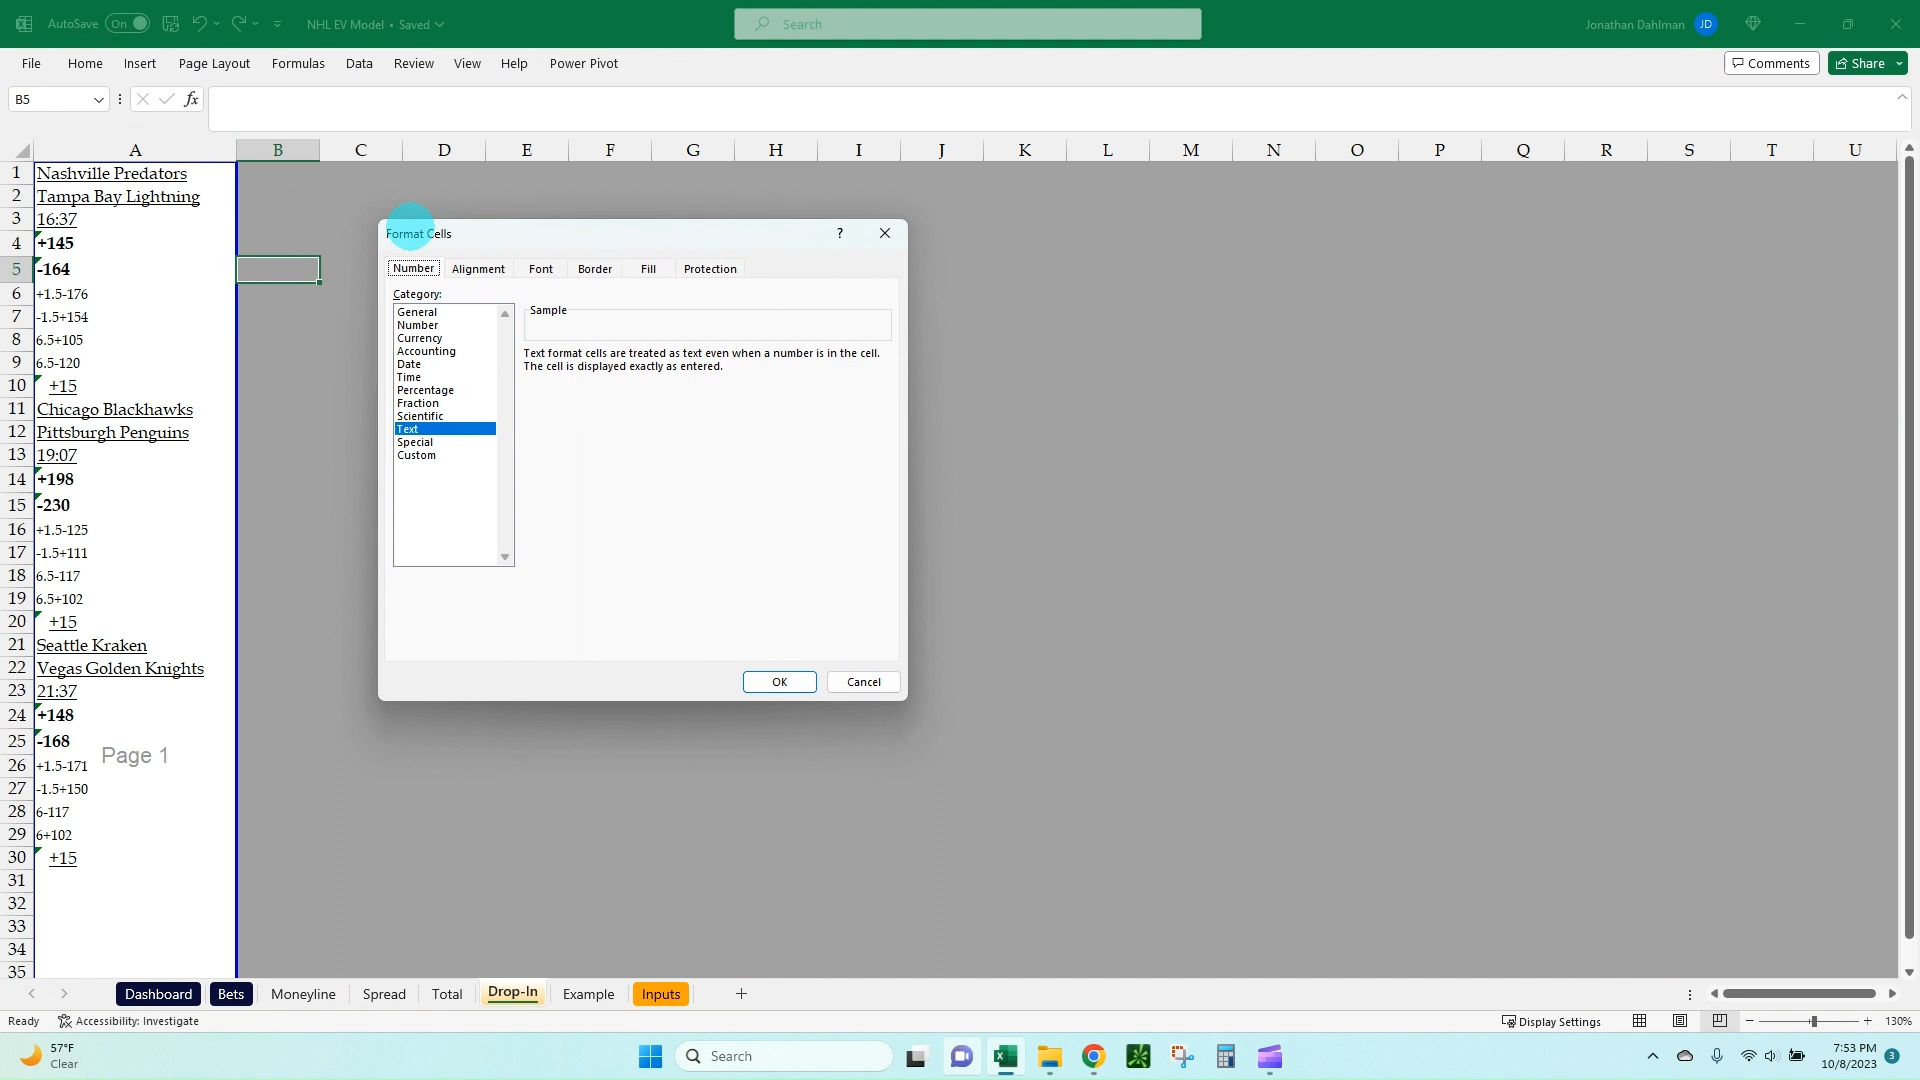 AutoSave On NHL EV Model • Saved Search Jonathan Dahlman JD
File Home Insert Page Layout Formulas Data Review View Help Power Pivot Comments Share
B5 fx
A B C D E F G H I J K L M N O P Q R S T U
1 Nashville Predators
2 Tampa Bay Lightning
3 16:37
4 +145
5 -164
6 +1.5-176
7 -1.5+154
8 6.5+105
9 6.5-120
10 +15
11 Chicago Blackhawks
12 Pittsburgh Penguins
13 19:07
14 +198
15 -230
16 +1.5-125
17 -1.5+111
18 6.5-117
19 6.5+102
20 +15
21 Seattle Kraken
22 Vegas Golden Knights
23 21:37
24 +148
25 -168
Page 1
26 +1.5-171
27 -1.5+150
28 6-117
29 6+102
30 +15
31
32
33
34
35
Format Cells ?
Number Alignment Font Border Fill Protection
Category:
General
Number
Currency
Accounting
Date
Time
Percentage
Fraction
Scientific
Text
Special
Custom
Sample
Text format cells are treated as text even when a number is in the cell.
The cell is displayed exactly as entered.
OK Cancel
Dashboard Bets Moneyline Spread Total Drop-In Example Inputs
Ready Accessibility: Investigate Display Settings 130%
57°F
Clear
Search
7:53 PM
10/8/2023 3